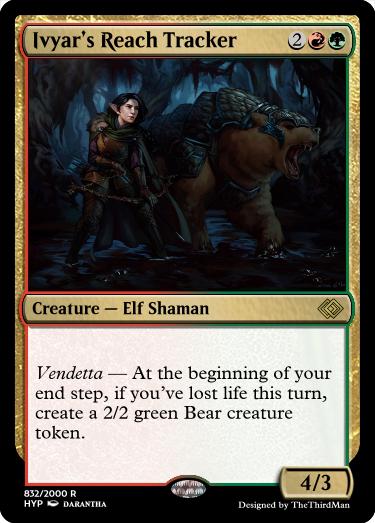 Ivyar's Reach Tracker 2
Creature — Elf Shaman
Vendetta — At the beginning of your
end step, if you've lost life this turn,
create a 2/2 green Bear creature
token.
4/3
832/2000 R
HYP DARANTHA
Designed by TheThirdMan